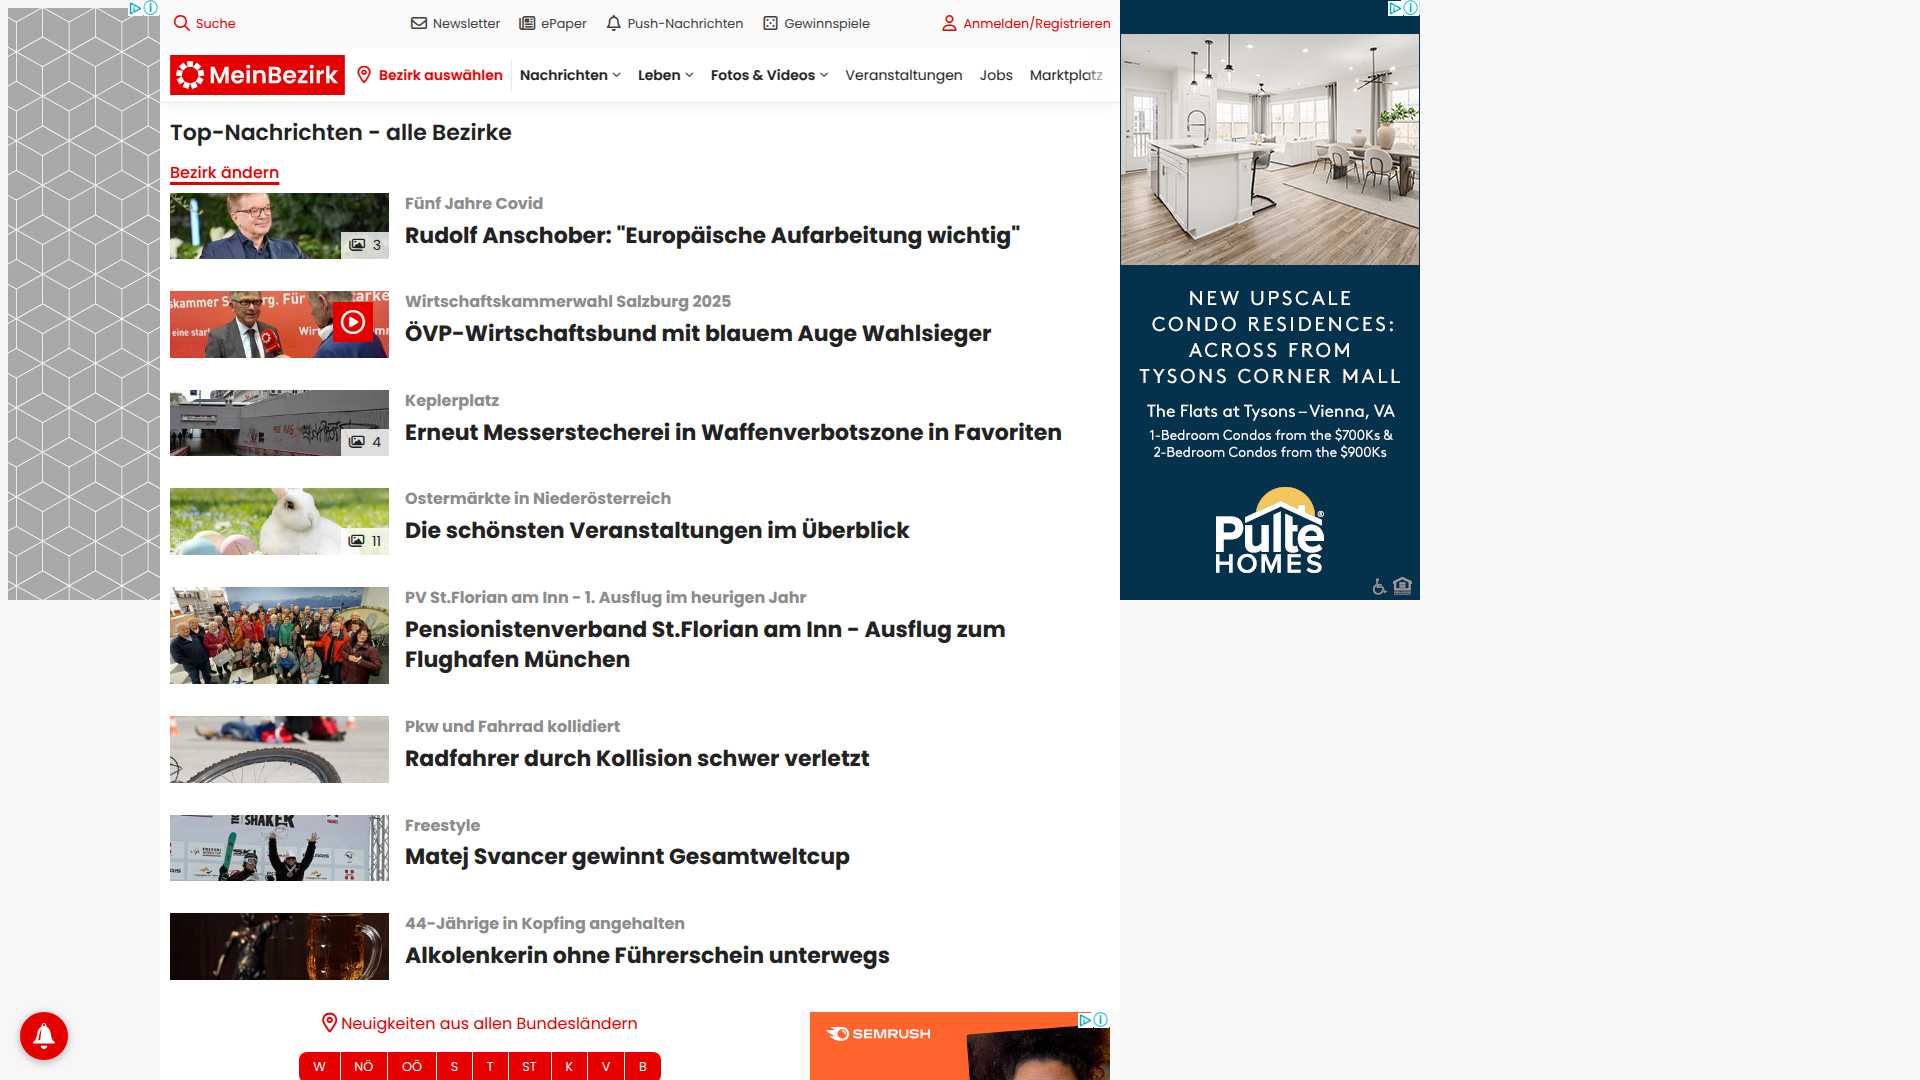 Suche
Newsletter
ePaper
Push-Nachrichten
Gewinnspiele
Anmelden/Registrieren
MeinBezirk
Bezirk auswählen
Nachrichten
Leben
Fotos & Videos
Veranstaltungen
Jobs
Marktplatz
Top-Nachrichten - alle Bezirke
Bezirk ändern
3
Fünf Jahre Covid
Rudolf Anschober: "Europäische Aufarbeitung wichtig"
Wirtschaftskammerwahl Salzburg 2025
ÖVP-Wirtschaftsbund mit blauem Auge Wahlsieger
4
Keplerplatz
Erneut Messerstecherei in Waffenverbotszone in Favoriten
11
Ostermärkte in Niederösterreich
Die schönsten Veranstaltungen im Überblick
PV St.Florian am Inn - 1. Ausflug im heurigen Jahr
Pensionistenverband St.Florian am Inn - Ausflug zum
Flughafen München
Pkw und Fahrrad kollidiert
Radfahrer durch Kollision schwer verletzt
SHAKER
Freestyle
Matej Svancer gewinnt Gesamtweltcup
44-Jährige in Kopfing angehalten
Alkolenkerin ohne Führerschein unterwegs
Neuigkeiten aus allen Bundesländern
W
NÖ
OÖ
S
T
ST
K
V
B
SEMRUSH
NEW UPSCALE
CONDO RESIDENCES:
ACROSS FROM
TYSONS CORNER MALL
The Flats at Tysons – Vienna, VA
1-Bedroom Condos from the $700Ks &
2-Bedroom Condos from the $900Ks
Pulte®
HOMES